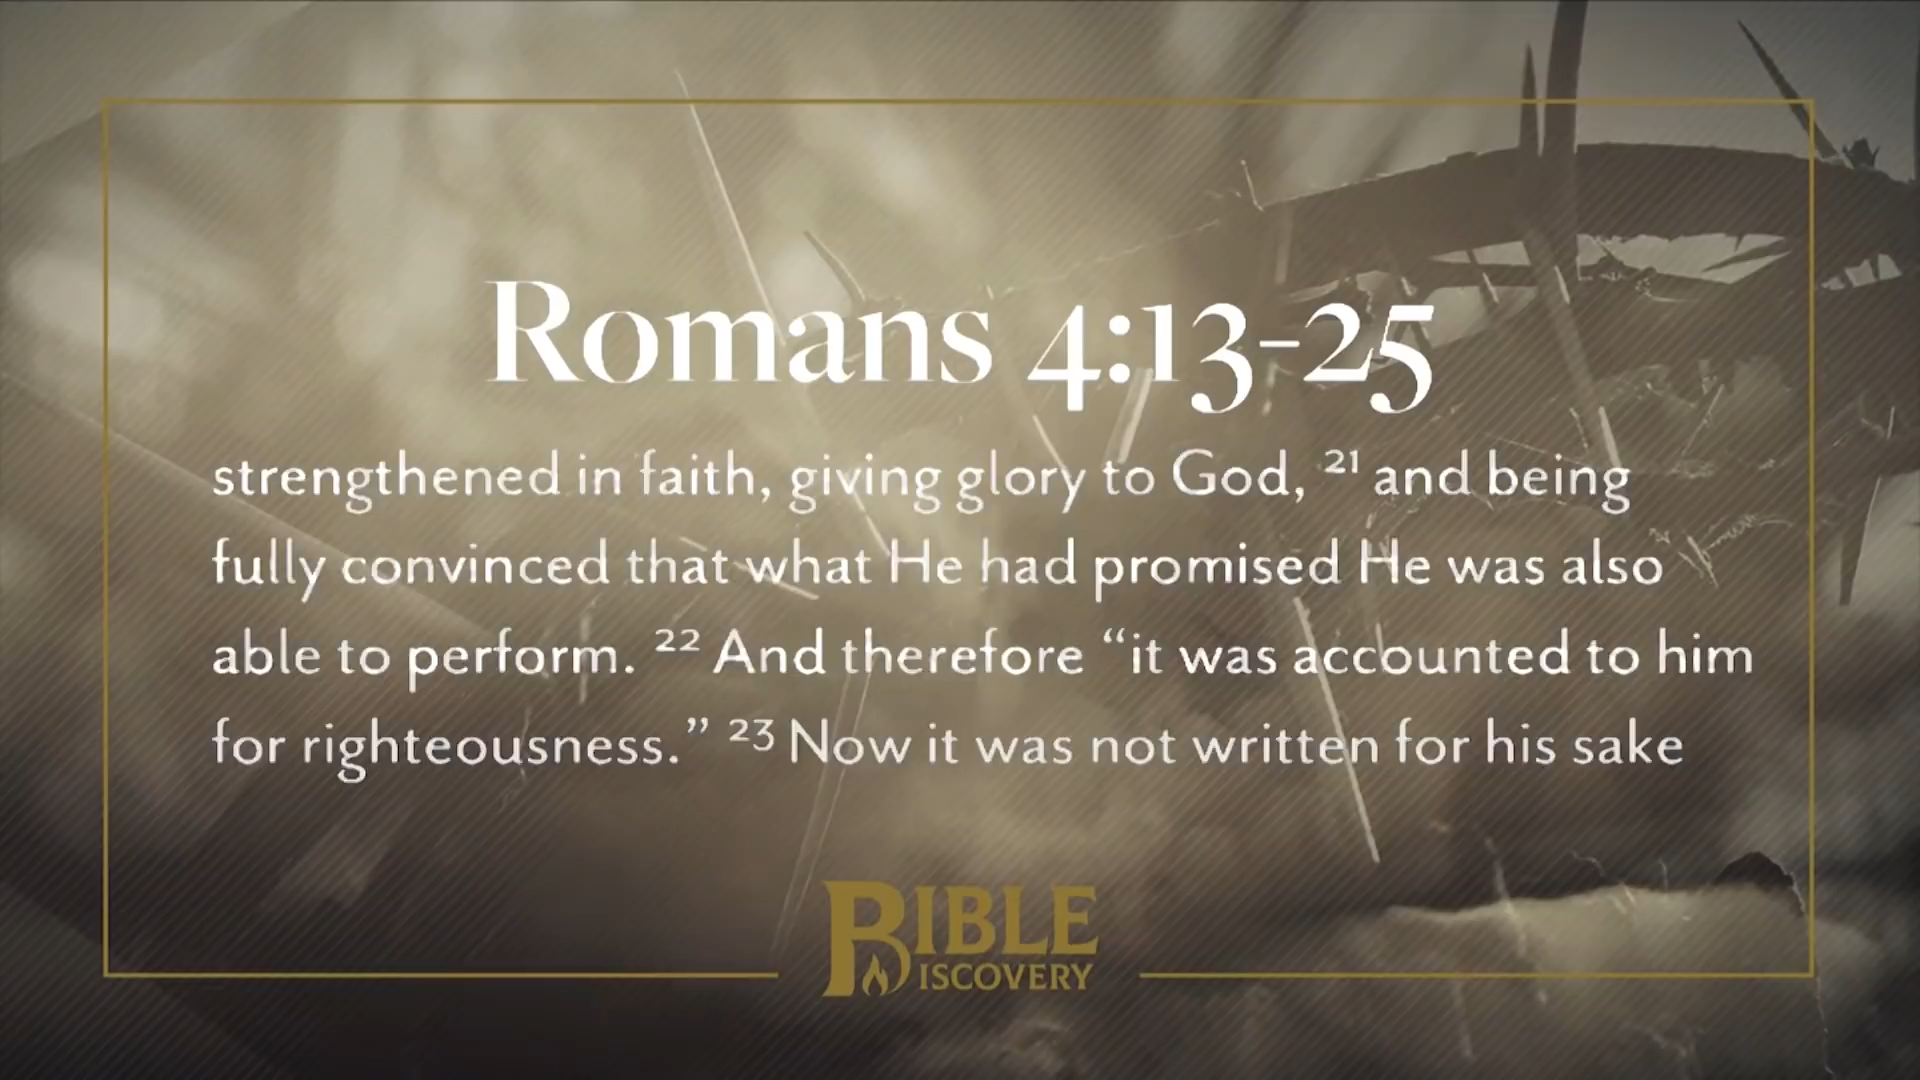 Romans 4:13-25
strengthened in faith, giving glory to God, ²¹ and being
fully convinced that what He had promised He was also
able to perform. ²² And therefore “it was accounted to him
for righteousness.” ²³ Now it was not written for his sake
BIBLE
DISCOVERY